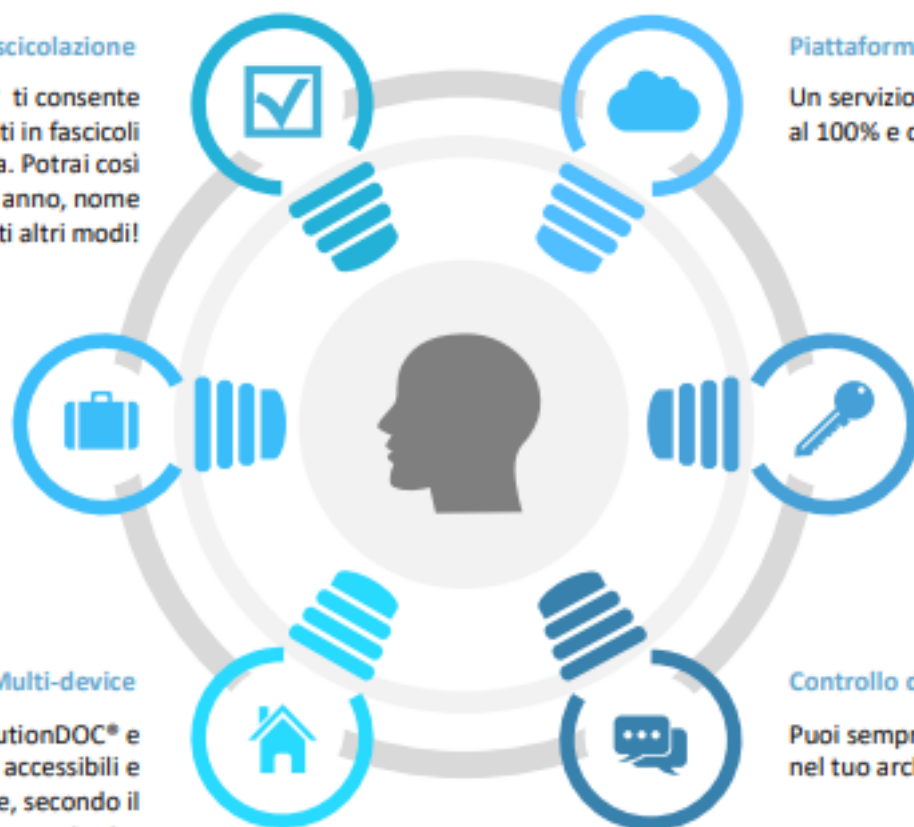 scicolazione
ti consente
ti in fascicoli
a. Potrai così
anno, nome
ti altri modi!
Piattaform
Un servizio
al 100% e
Multi-device
utionDOC® e
accessibili e
e, secondo il
Controllo
Puoi sempr
nel tuo arc